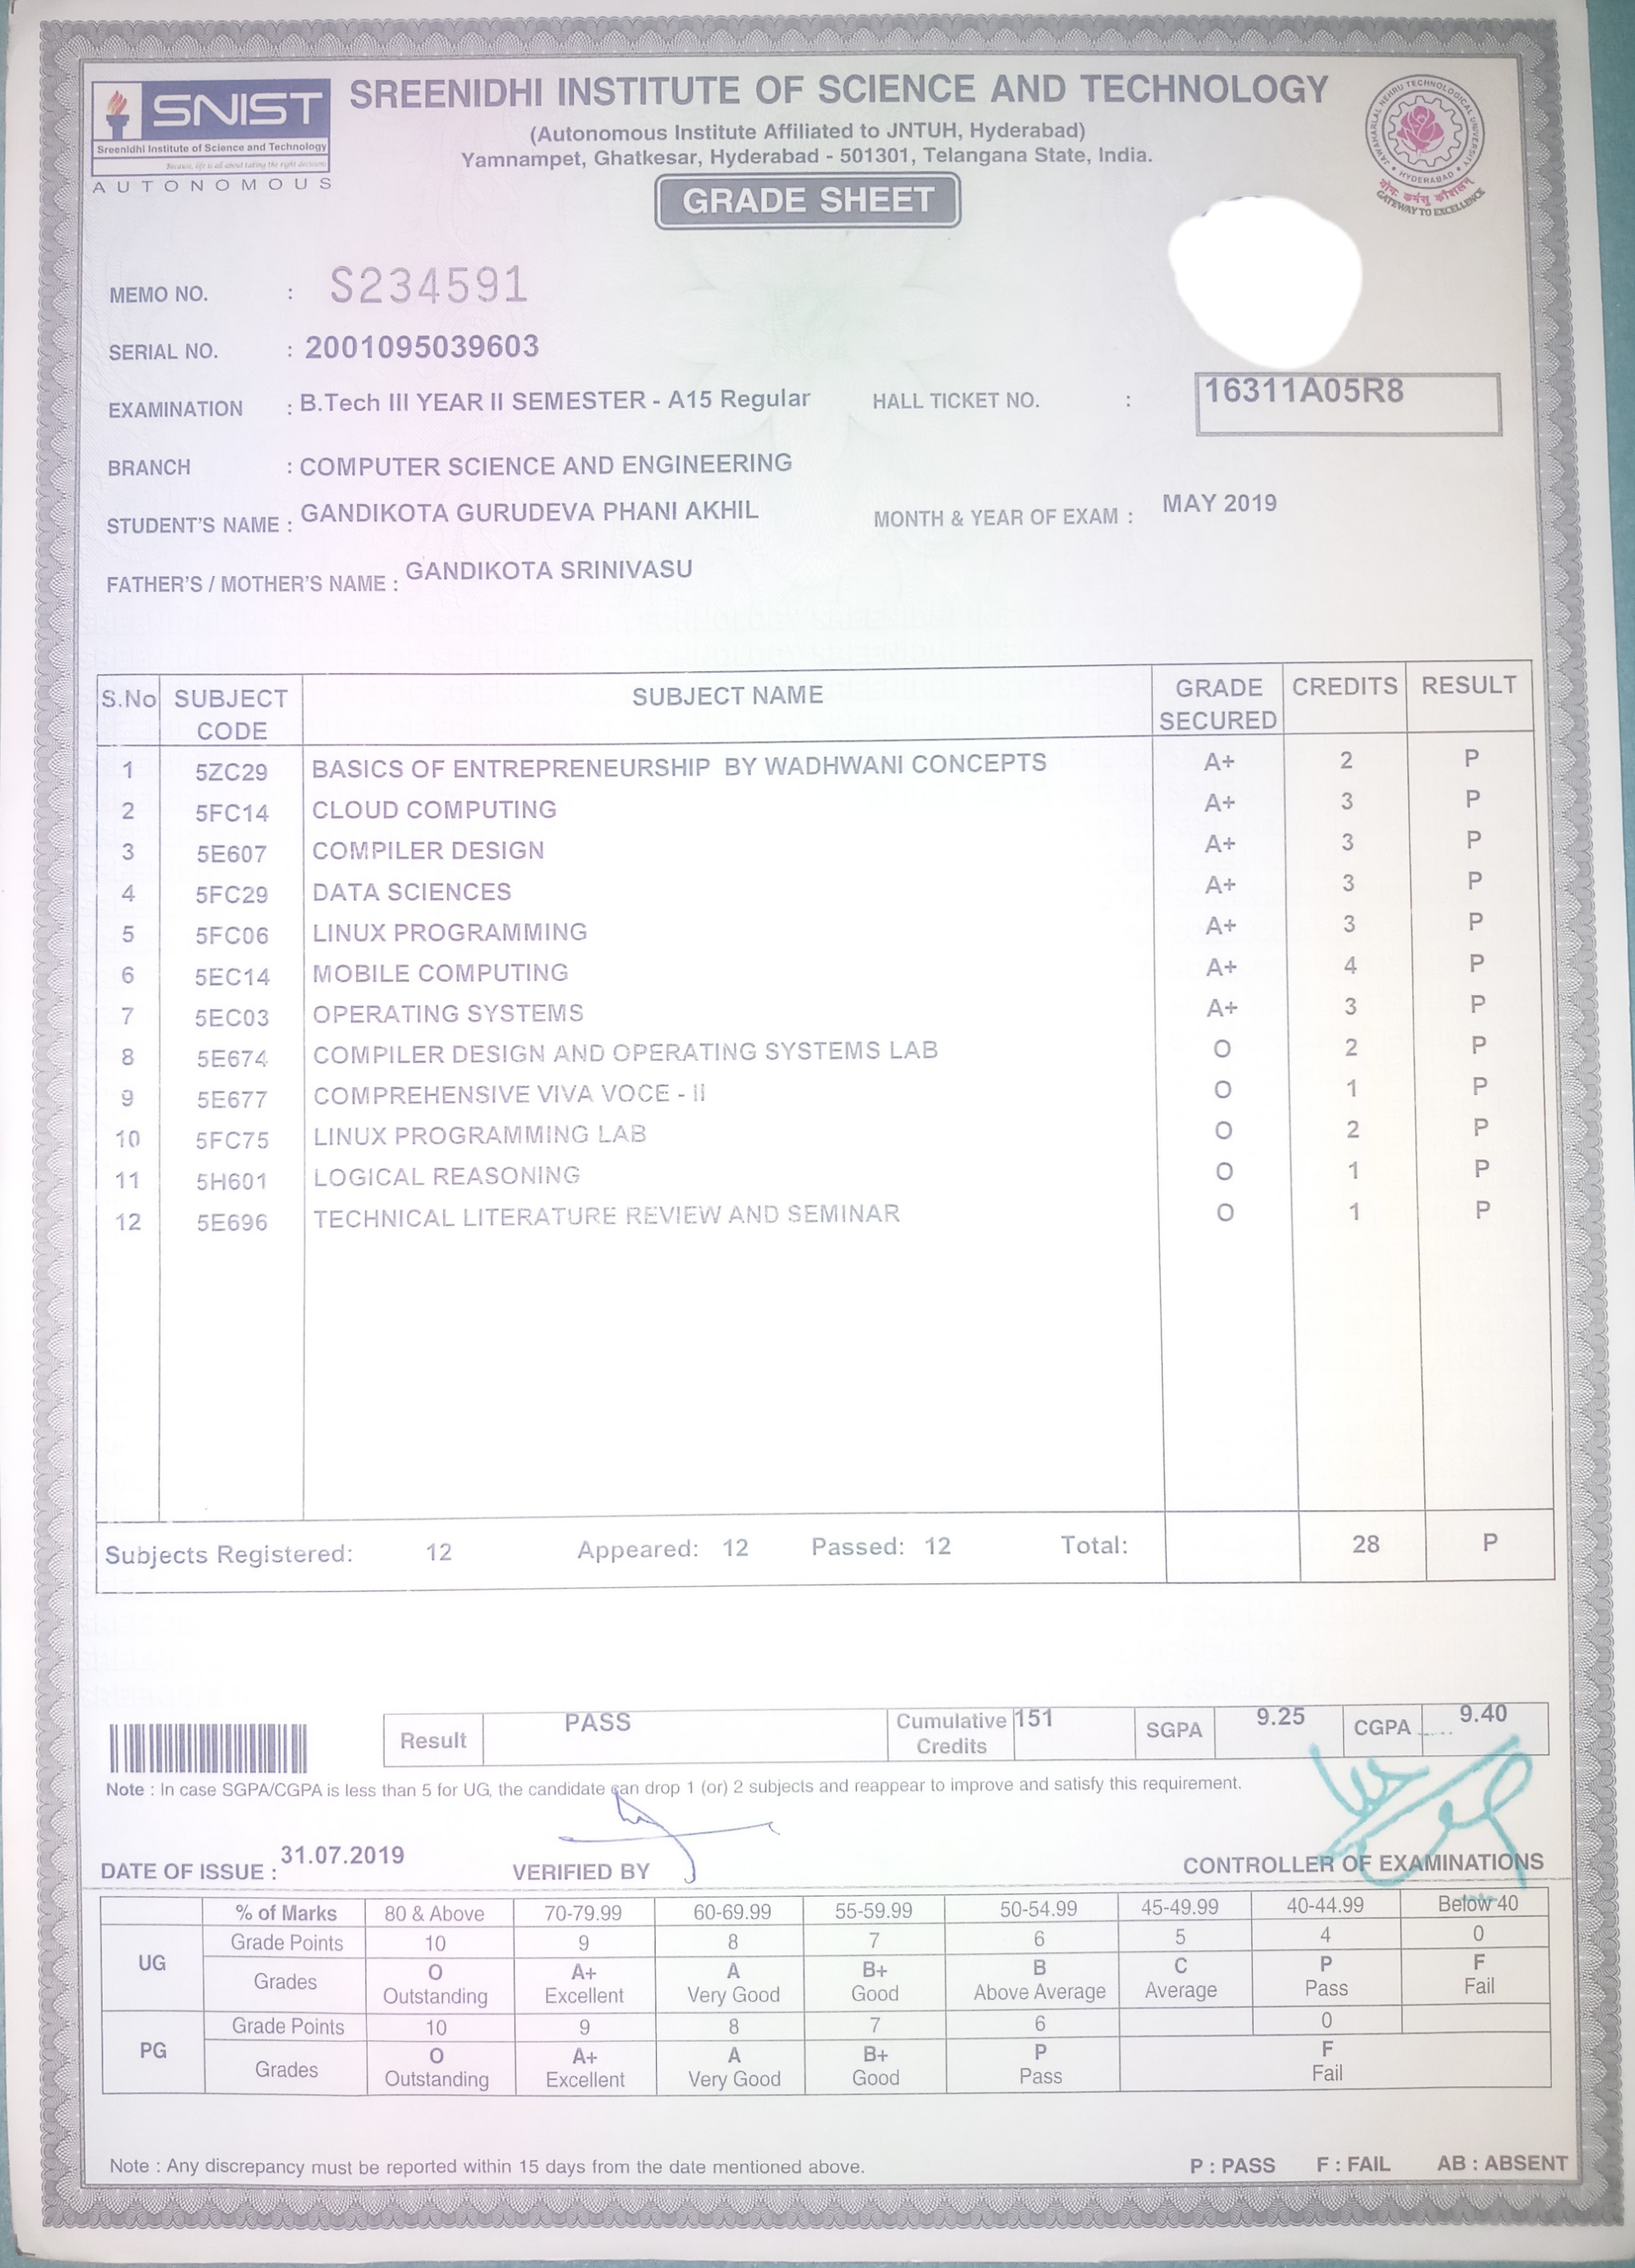 SNIST
Sreenidhi Institute of Science and Technology
Because, life is all about taking the right decisions
AUTONOMOUS
SREENIDHI INSTITUTE OF SCIENCE AND TECHNOLOGY
(Autonomous Institute Affiliated to JNTUH, Hyderabad)
Yamnampet, Ghatkesar, Hyderabad - 501301, Telangana State, India.
GRADE SHEET
JAWAHARLAL NEHRU TECHNOLOGICAL UNIVERSITY
HYDERABAD
योगः कर्मसु कौशलम्
GATEWAY TO EXCELLENCE
MEMO NO. : S234591
SERIAL NO. : 2001095039603
EXAMINATION : B.Tech III YEAR II SEMESTER - A15 Regular HALL TICKET NO. : 16311A05R8
BRANCH : COMPUTER SCIENCE AND ENGINEERING
STUDENT'S NAME : GANDIKOTA GURUDEVA PHANI AKHIL MONTH & YEAR OF EXAM : MAY 2019
FATHER'S / MOTHER'S NAME : GANDIKOTA SRINIVASU
S.No SUBJECT CODE SUBJECT NAME GRADE SECURED CREDITS RESULT
1 5ZC29 BASICS OF ENTREPRENEURSHIP BY WADHWANI CONCEPTS A+ 2 P
2 5FC14 CLOUD COMPUTING A+ 3 P
3 5E607 COMPILER DESIGN A+ 3 P
4 5FC29 DATA SCIENCES A+ 3 P
5 5FC06 LINUX PROGRAMMING A+ 3 P
6 5EC14 MOBILE COMPUTING A+ 4 P
7 5EC03 OPERATING SYSTEMS A+ 3 P
8 5E674 COMPILER DESIGN AND OPERATING SYSTEMS LAB O 2 P
9 5E677 COMPREHENSIVE VIVA VOCE - II O 1 P
10 5FC75 LINUX PROGRAMMING LAB O 2 P
11 5H601 LOGICAL REASONING O 1 P
12 5E696 TECHNICAL LITERATURE REVIEW AND SEMINAR O 1 P
Subjects Registered: 12 Appeared: 12 Passed: 12 Total: 28 P
Result PASS Cumulative Credits 151 SGPA 9.25 CGPA 9.40
Note : In case SGPA/CGPA is less than 5 for UG, the candidate can drop 1 (or) 2 subjects and reappear to improve and satisfy this requirement.
DATE OF ISSUE : 31.07.2019 VERIFIED BY CONTROLLER OF EXAMINATIONS
% of Marks 80 & Above 70-79.99 60-69.99 55-59.99 50-54.99 45-49.99 40-44.99 Below 40
UG Grade Points 10 9 8 7 6 5 4 0
Grades O A+ A B+ B C P F
Outstanding Excellent Very Good Good Above Average Average Pass Fail
PG Grade Points 10 9 8 7 6 0
Grades O A+ A B+ P F
Outstanding Excellent Very Good Good Pass Fail
Note : Any discrepancy must be reported within 15 days from the date mentioned above. P : PASS F : FAIL AB : ABSENT